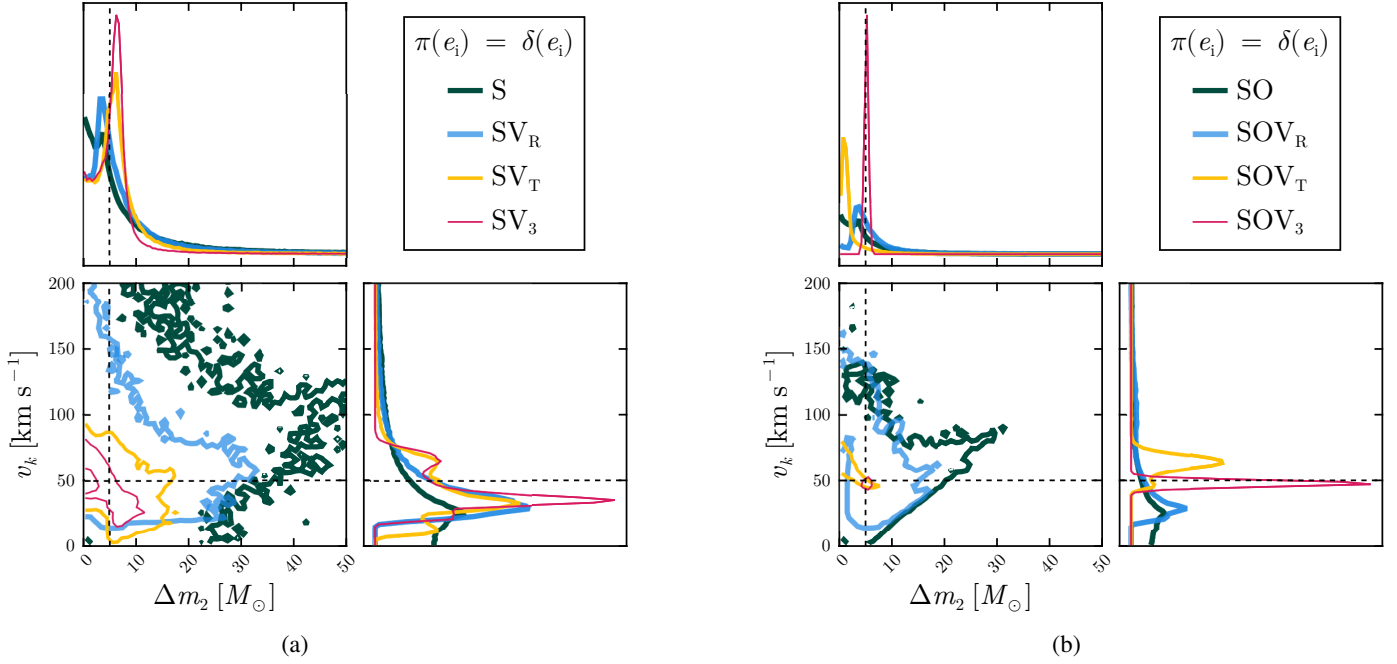 π(e_i) = δ(e_i)
S
SV_R
SV_T
SV_3
200
150
100
50
0
v_k [km s^−1]
0
10
20
30
40
50
Δm_2 [M_⊙]
(a)
π(e_i) = δ(e_i)
SO
SOV_R
SOV_T
SOV_3
200
150
100
50
0
v_k [km s^−1]
0
10
20
30
40
50
Δm_2 [M_⊙]
(b)